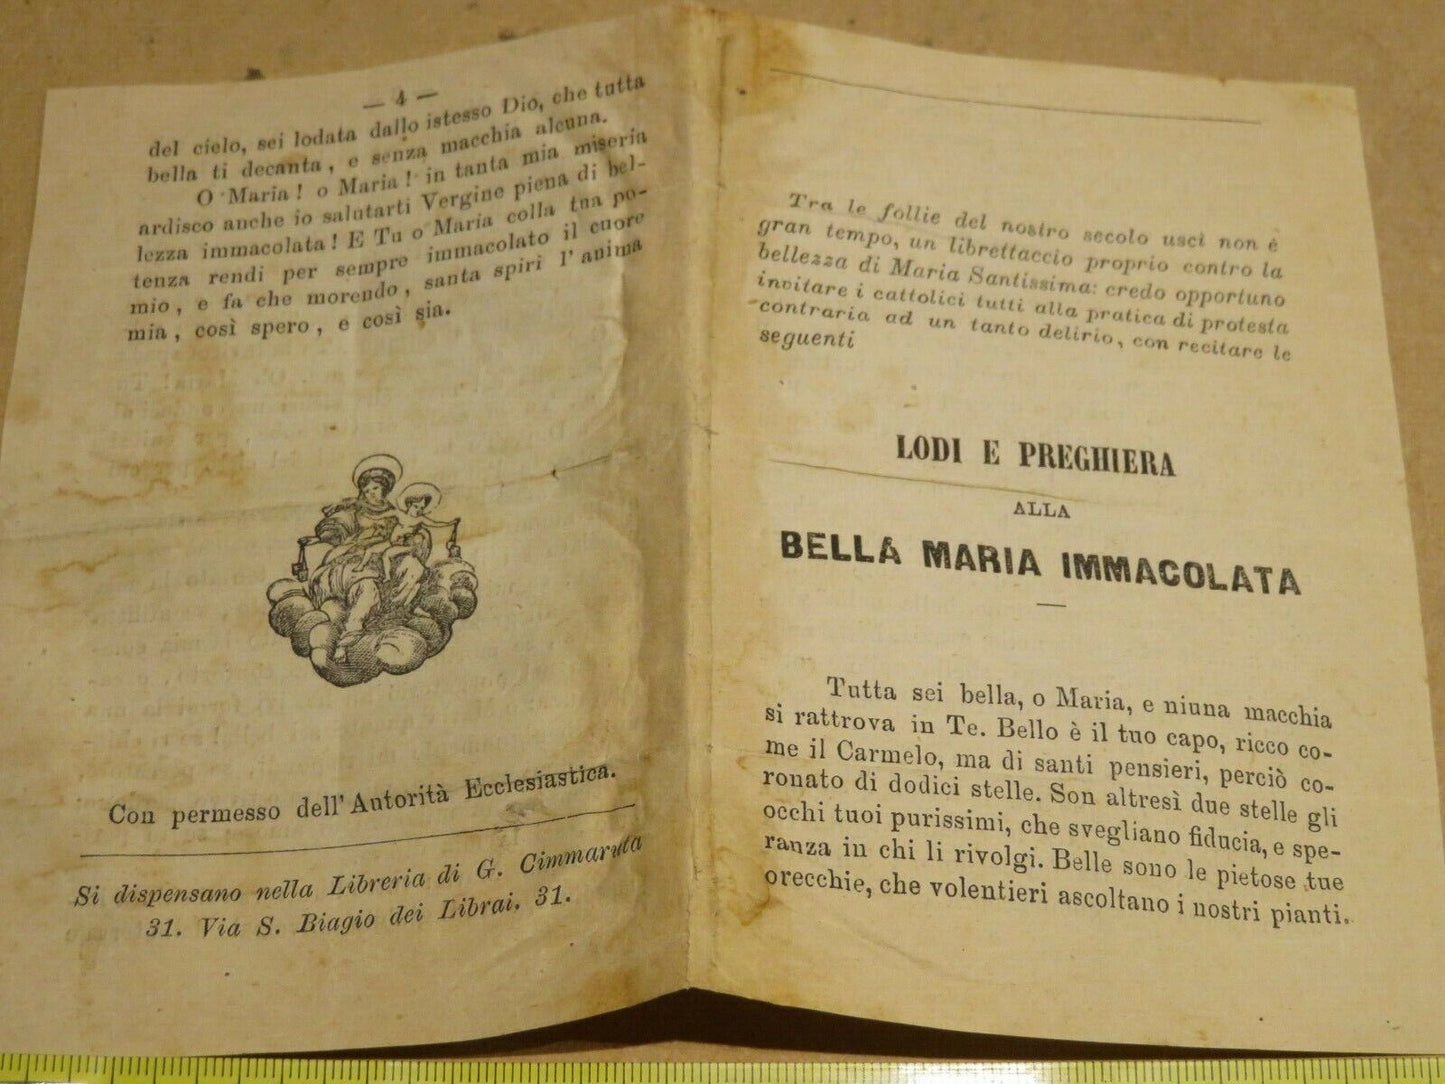 — 4 —
del cielo, sei lodata dallo istesso Dio, che tutta
bella ti decanta, e senza macchia alcuna.
O Maria! o Maria! in tanta mia miseria
ardisco anche io salutarti Vergine piena di bel-
lezza immacolata! E Tu o Maria colla tua po-
tenza rendi per sempre immacolato il cuore
mio, e fa che morendo, santa spiri l'anima
mia, così spero, e così sia.
Con permesso dell'Autorità Ecclesiastica.
Si dispensano nella Libreria di G. Cimmaruta
31. Via S. Biagio dei Librai. 31.
Tra le follie del nostro secolo uscì non è
gran tempo, un librettaccio proprio contro la
bellezza di Maria Santissima: credo opportuno
invitare i cattolici tutti alla pratica di protesta
contraria ad un tanto delirio, con recitare le
seguenti
LODI E PREGHIERA
ALLA
BELLA MARIA IMMACOLATA
Tutta sei bella, o Maria, e niuna macchia
si rattrova in Te. Bello è il tuo capo, ricco co-
me il Carmelo, ma di santi pensieri, perciò co-
ronato di dodici stelle. Son altresì due stelle gli
occhi tuoi purissimi, che svegliano fiducia, e spe-
ranza in chi li rivolgi. Belle sono le pietose tue
orecchie, che volentieri ascoltano i nostri pianti.